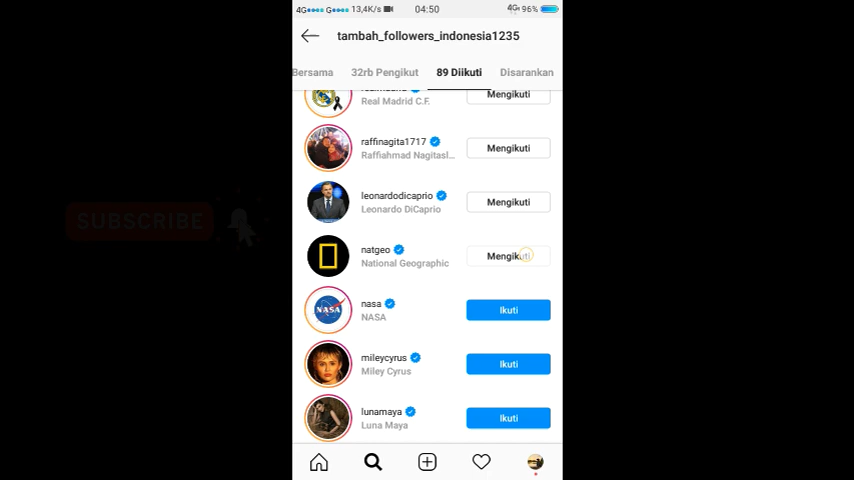 4G G 13,4K/s 04:50 4G 96%
tambah_followers_indonesia1235
Bersama 32rb Pengikut 89 Diikuti Disarankan
Real Madrid C.F. Mengikuti
raffinagita1717 Mengikuti
Raffiahmad Nagitasl...
leonardodicaprio Mengikuti
Leonardo DiCaprio
natgeo Mengikuti
National Geographic
nasa Ikuti
NASA
NASA
mileycyrus Ikuti
Miley Cyrus
lunamaya Ikuti
Luna Maya
SUBSCRIBE